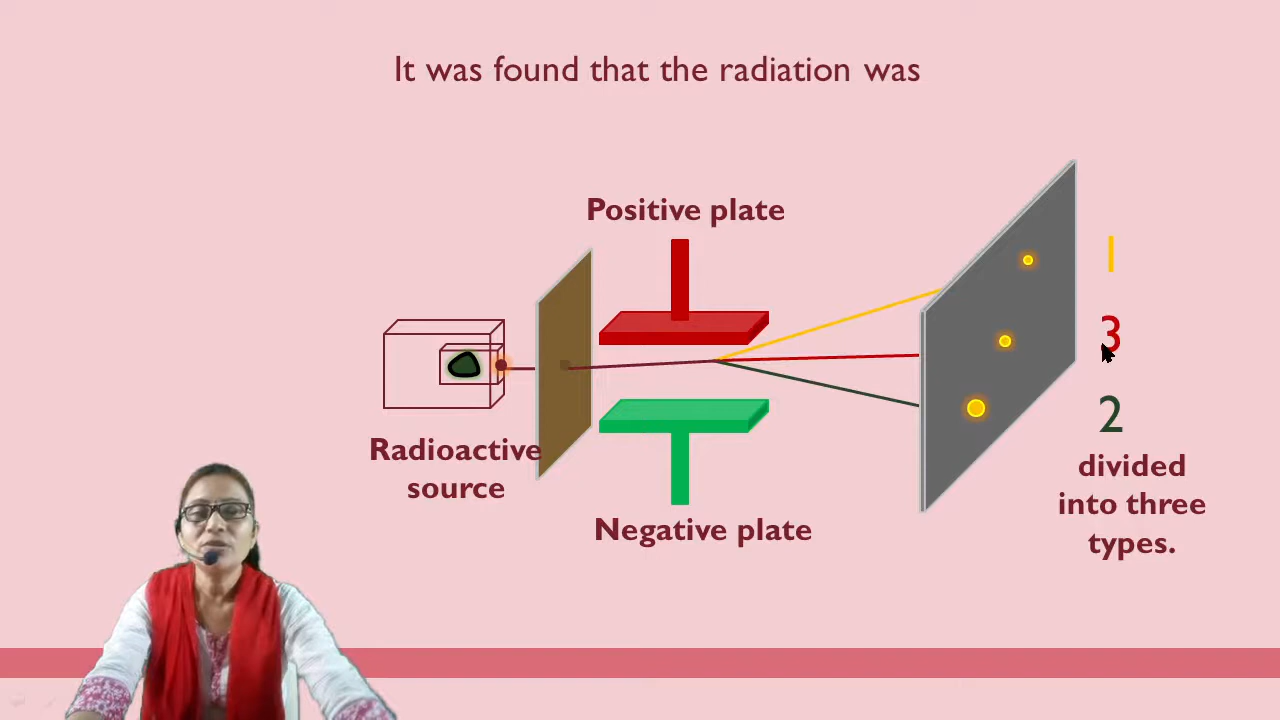 It was found that the radiation was
Positive plate
1
3
2
Radioactive
source
Negative plate
divided
into three
types.